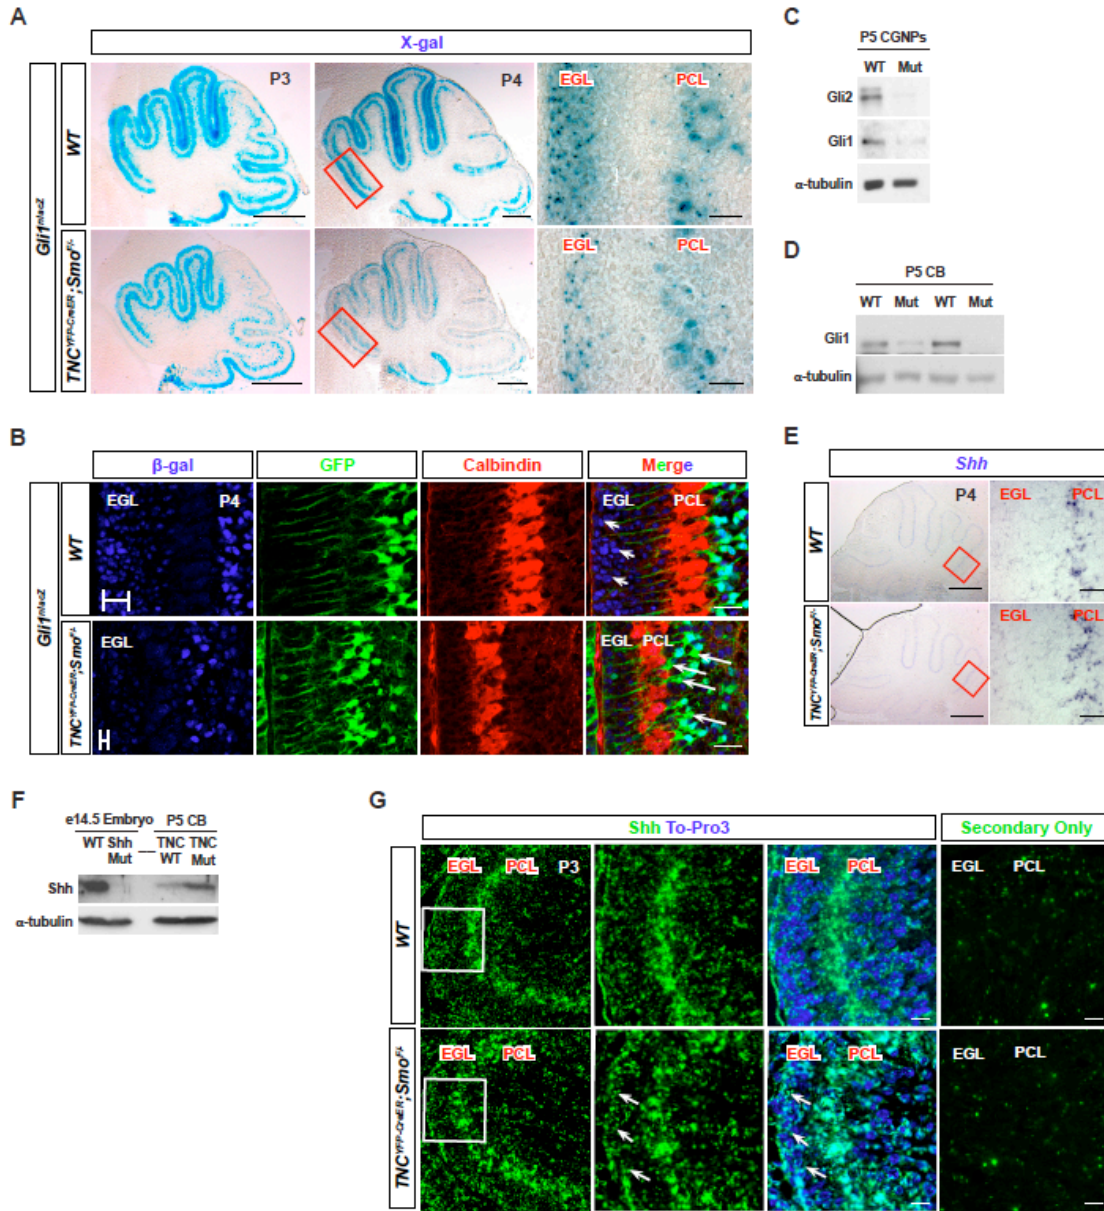 A
X-gal
Gli1nlacZ
WT
P3
P4
EGL
PCL
TNCYFP-CreER;SmoF/-
EGL
PCL
B
β-gal
GFP
Calbindin
Merge
Gli1nlacZ
WT
EGL
P4
EGL
PCL
TNCYFP-CreER;SmoF/-
EGL
EGL
PCL
C
P5 CGNPs
WT Mut
Gli2
Gli1
α-tubulin
D
P5 CB
WT Mut WT Mut
Gli1
α-tubulin
E
Shh
WT
P4
EGL
PCL
TNCYFP-CreER;SmoF/-
EGL
PCL
F
e14.5 Embryo P5 CB
WT Shh Mut TNC WT TNC Mut
Shh
α-tubulin
G
Shh To-Pro3
Secondary Only
WT
EGL PCL P3
EGL PCL
EGL PCL
TNCYFP-CreER;SmoF/-
EGL PCL
EGL PCL
EGL PCL